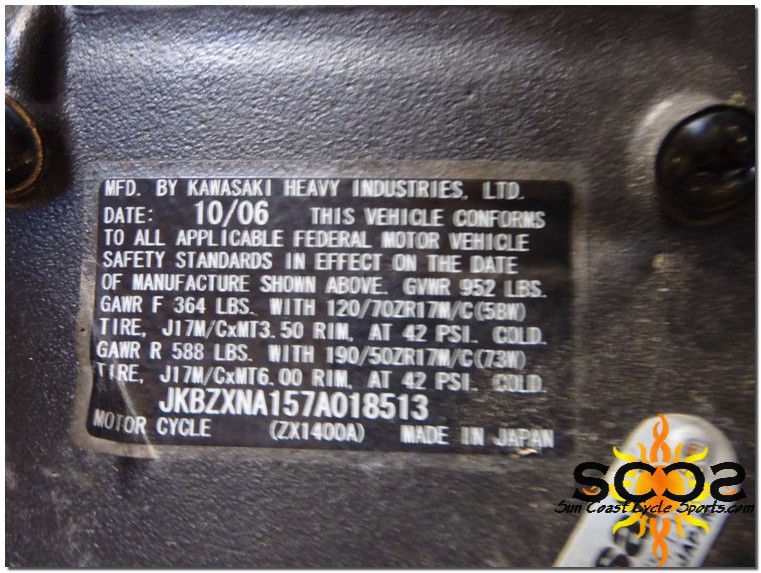 MFD. BY KAWASAKI HEAVY INDUSTRIES, LTD.
DATE: 10/06 THIS VEHICLE CONFORMS
TO ALL APPLICABLE FEDERAL MOTOR VEHICLE
SAFETY STANDARDS IN EFFECT ON THE DATE
OF MANUFACTURE SHOWN ABOVE. GVWR 952 LBS.
GAWR F 364 LBS. WITH 120/70ZR17M/C(58W)
TIRE, J17M/CxMT3.50 RIM, AT 42 PSI. COLD.
GAWR R 588 LBS. WITH 190/50ZR17M/C(73W)
TIRE, J17M/CxMT6.00 RIM, AT 42 PSI. COLD.
JKBZXNA157A018513
MOTOR CYCLE (ZX1400A) MADE IN JAPAN
SCCS
Sun Coast Cycle Sports.com